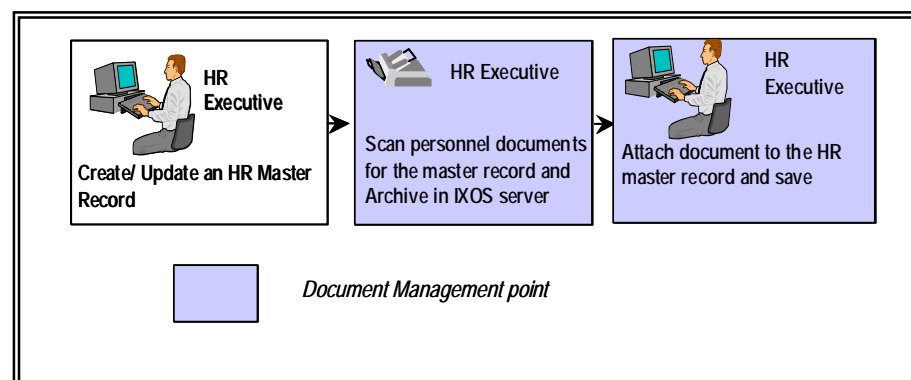 HR
Executive
Create/ Update an HR Master
Record
HR Executive
Scan personnel documents
for the master record and
Archive in IXOS server
HR
Executive
Attach document to the HR
master record and save
Document Management point